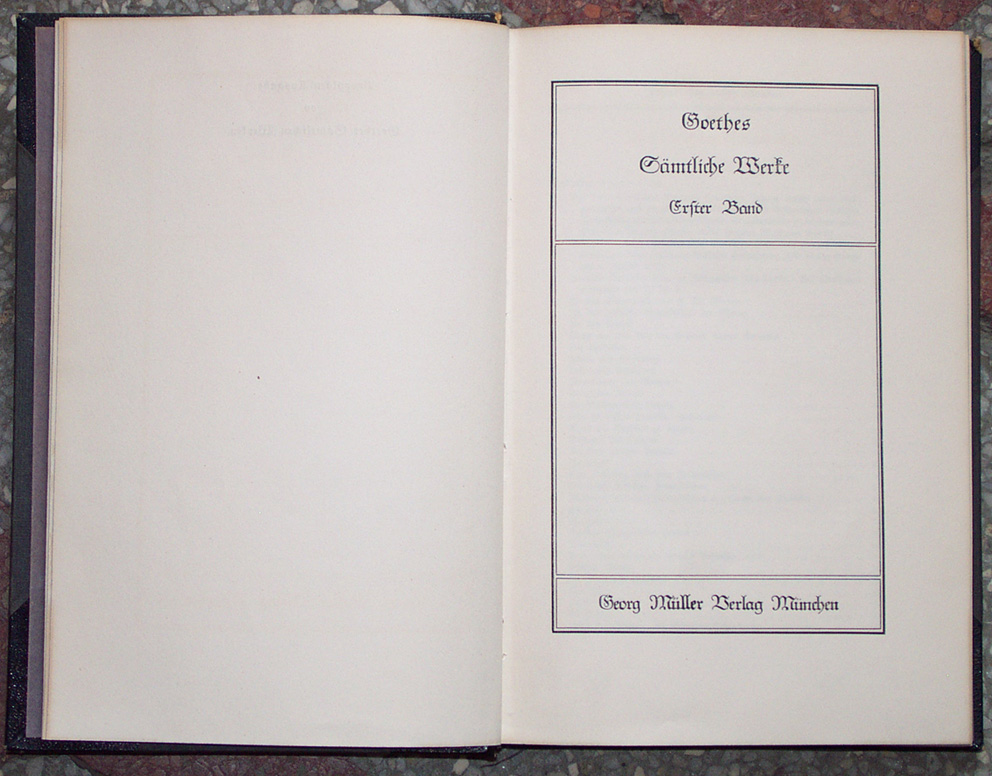 Goethes
Sämtliche Werke
Erster Band
Georg Müller Verlag München